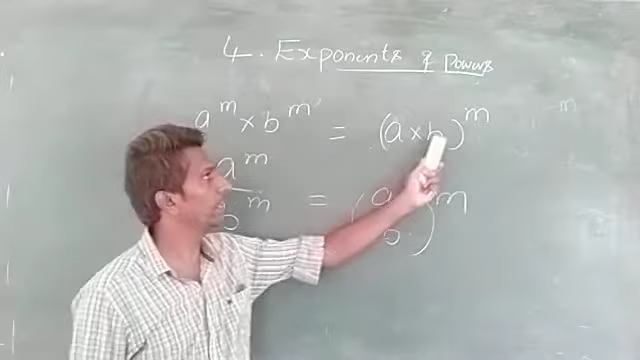 4. Exponents & Powers
a^m × b^m = (a × b)^m
a^m / b^m = (a / b)^m